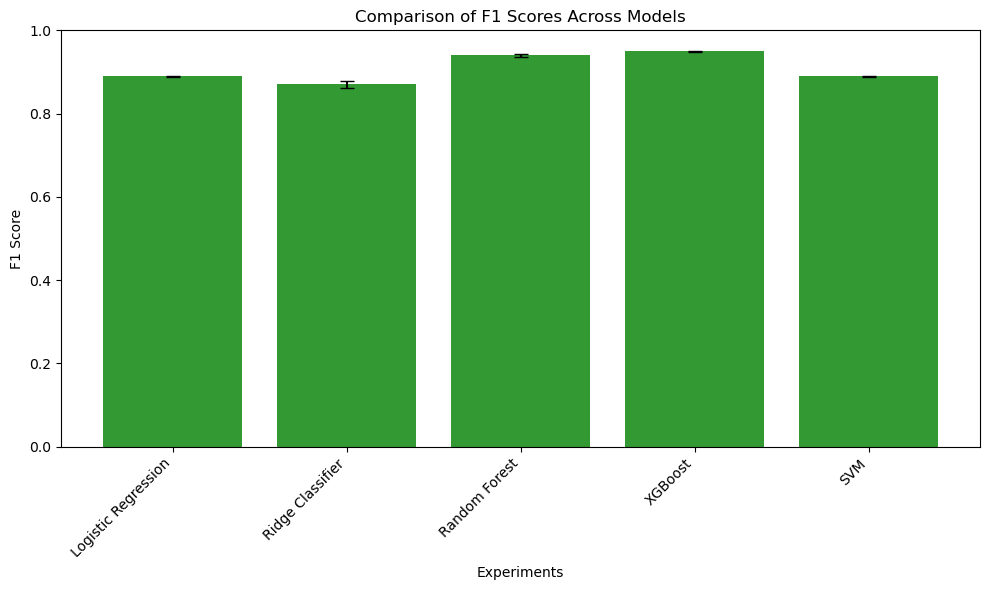 Comparison of F1 Scores Across Models
1.0
0.8
0.6
0.4
0.2
0.0
F1 Score
Logistic Regression
Ridge Classifier
Random Forest
XGBoost
SVM
Experiments